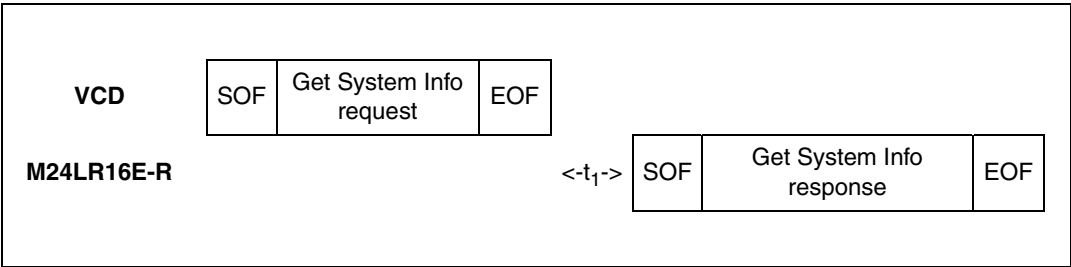 VCD SOF Get System Info EOF
request
M24LR16E-R <-t₁-> SOF Get System Info EOF
response